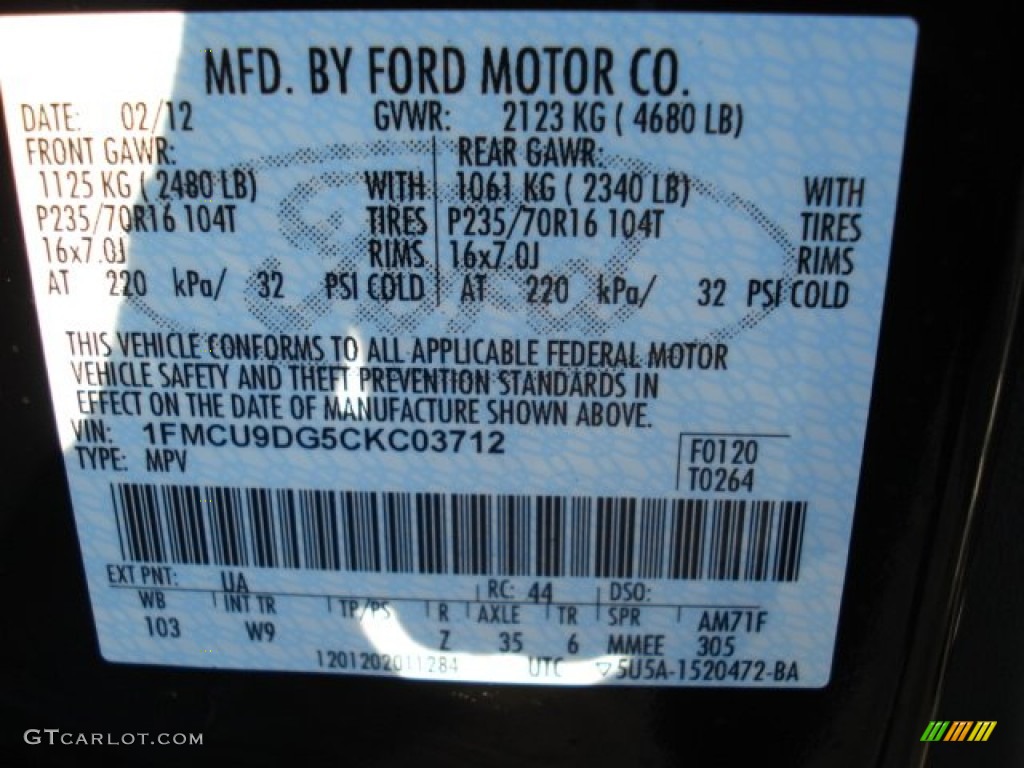 MFD. BY FORD MOTOR CO.
DATE: 02/12 GVWR: 2123 KG ( 4680 LB)
FRONT GAWR: REAR GAWR:
1125 KG ( 2480 LB) WITH 1061 KG ( 2340 LB) WITH
P235/70R16 104T TIRES P235/70R16 104T TIRES
16x7.0J RIMS 16x7.0J RIMS
AT 220 kPa/ 32 PSI COLD AT 220 kPa/ 32 PSI COLD
Ford
THIS VEHICLE CONFORMS TO ALL APPLICABLE FEDERAL MOTOR
VEHICLE SAFETY AND THEFT PREVENTION STANDARDS IN
EFFECT ON THE DATE OF MANUFACTURE SHOWN ABOVE.
VIN: 1FMCU9DG5CKC03712
TYPE: MPV
F0120
T0264
EXT PNT: UA RC: 44 DSO:
WB INT TR TP/PS R AXLE TR SPR AM71F
103 W9 Z 35 6 MMEE 305
1201202011284 UTC ▽5U5A-1520472-BA
GTCARLOT.COM